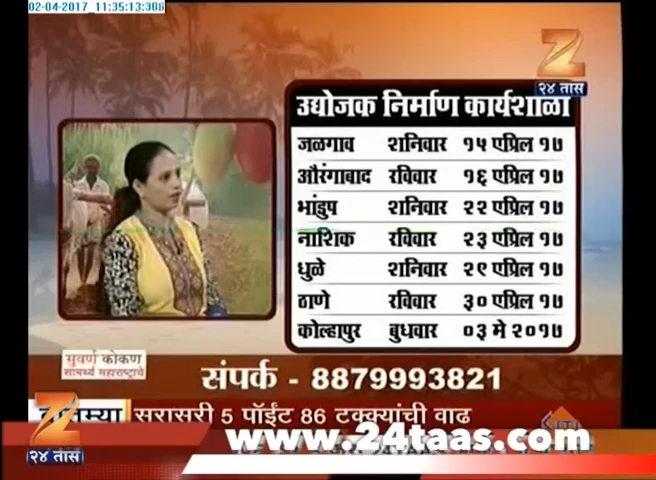 02-04-2017_11:35:13:308
२४ तास
उद्योजक निर्माण कार्यशाळा
जळगाव शनिवार १५ एप्रिल १७
औरंगाबाद रविवार १६ एप्रिल १७
भांडुप शनिवार २२ एप्रिल १७
नाशिक रविवार २३ एप्रिल १७
धुळे शनिवार २९ एप्रिल १७
ठाणे रविवार ३० एप्रिल १७
कोल्हापुर बुधवार ०३ मे २०१७
सुवर्ण कोकण
सामर्थ्य महाराष्ट्राचे
संपर्क - 8879993821
सरासरी 5 पॉईंट 86 टक्क्यांची वाढ
www.24taas.com
२४ तास